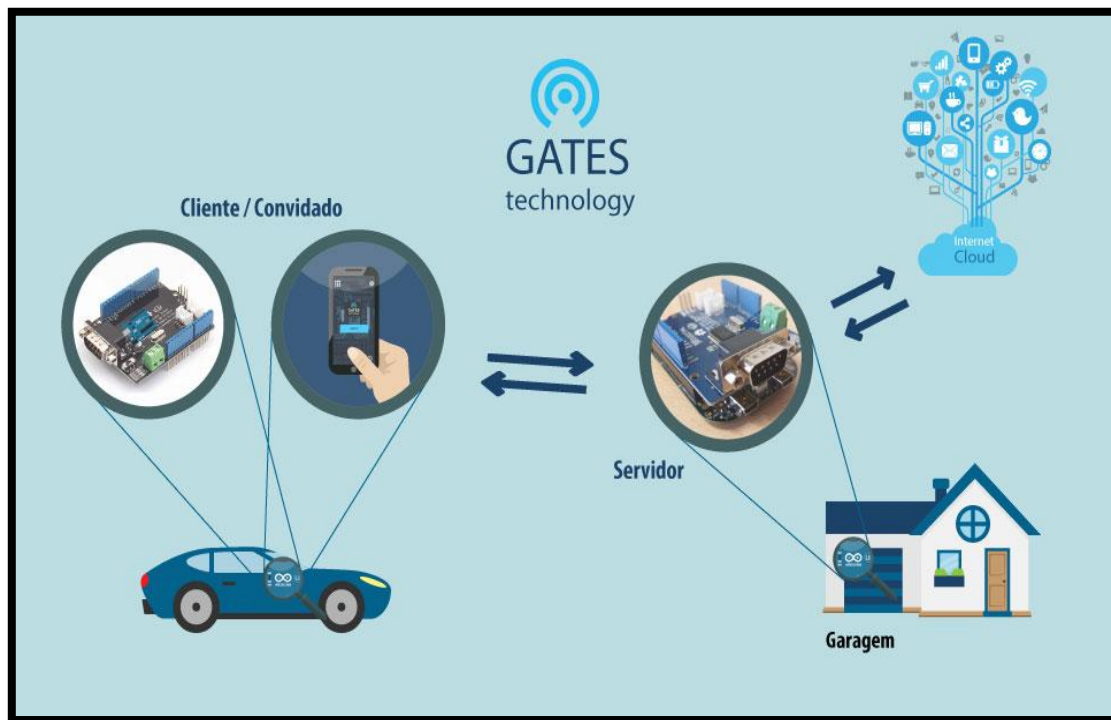 GATES
technology
Cliente / Convidado
Internet
Cloud
Servidor
Garagem